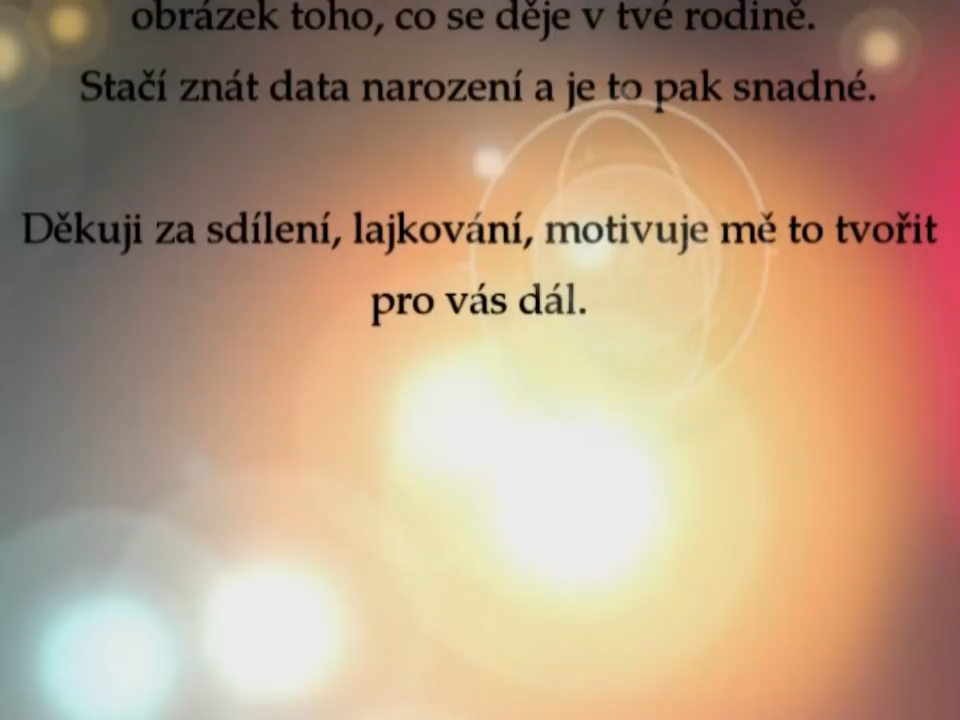 obrázek toho, co se děje v tvé rodině.
Stačí znát data narození a je to pak snadné.
Děkuji za sdílení, lajkování, motivuje mě to tvořit
pro vás dál.